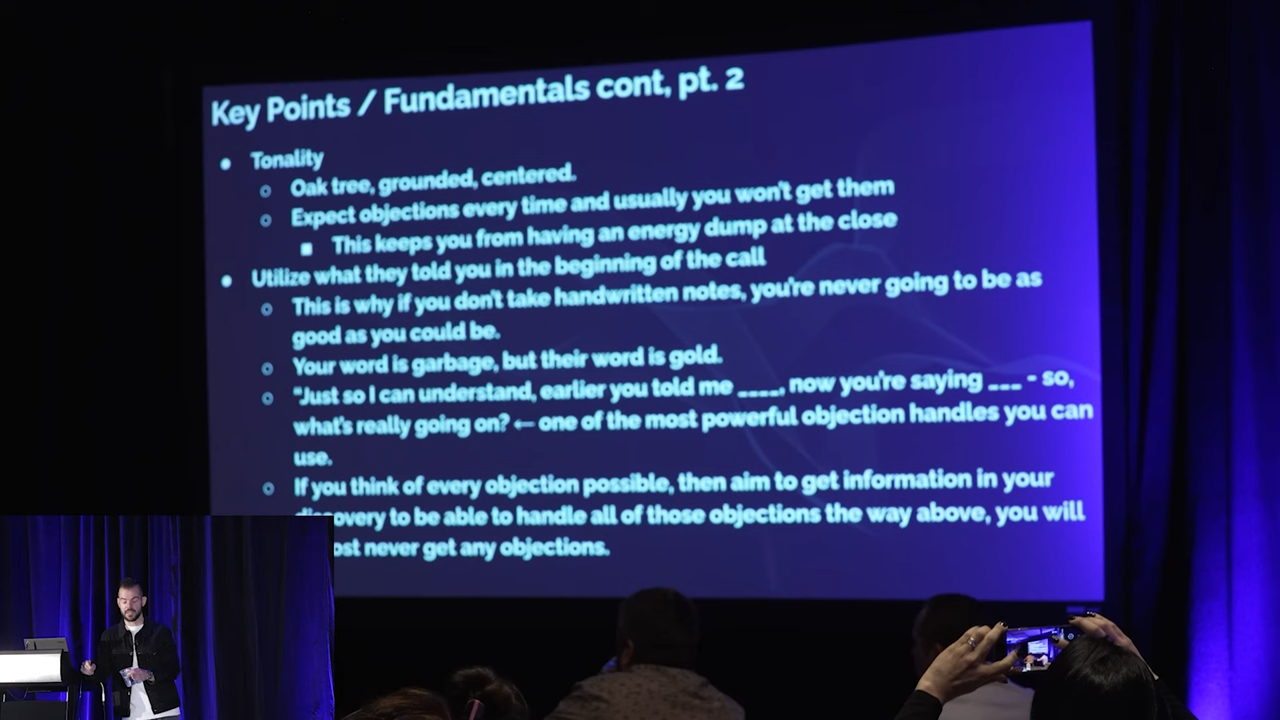 Key Points / Fundamentals cont, pt. 2
● Tonality
○ Oak tree, grounded, centered.
○ Expect objections every time and usually you won't get them
■ This keeps you from having an energy dump at the close
● Utilize what they told you in the beginning of the call
○ This is why if you don't take handwritten notes, you're never going to be as
good as you could be.
○ Your word is garbage, but their word is gold.
○ "Just so I can understand, earlier you told me ____, now you're saying ___ - so,
what's really going on? ← one of the most powerful objection handles you can
use.
○ If you think of every objection possible, then aim to get information in your
to be able to handle all of those objections the way above, you will
never get any objections.